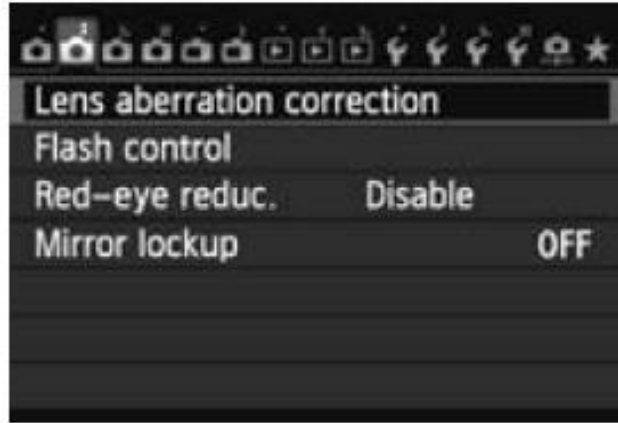 Lens aberration correction
Flash control
Red-eye reduc. Disable
Mirror lockup OFF